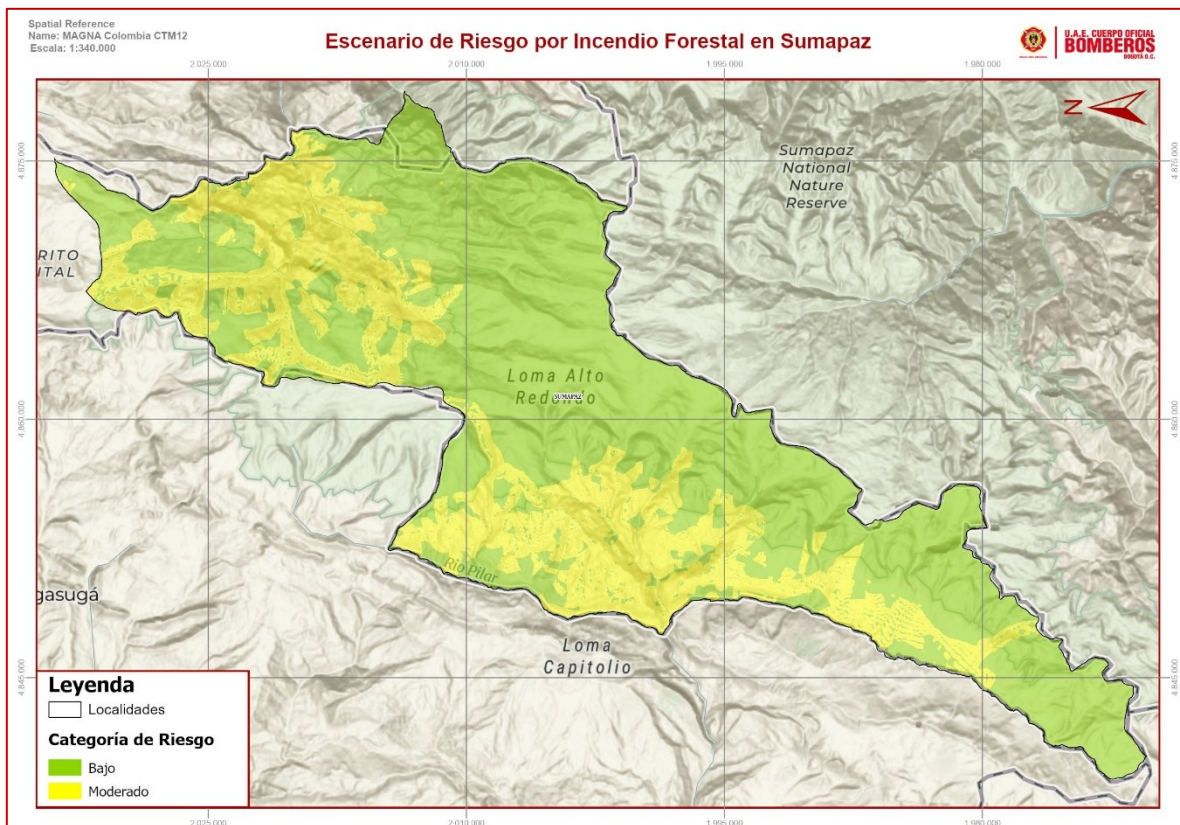 Spatial Reference
Name: MAGNA Colombia CTM12
Escala: 1:340.000
Escenario de Riesgo por Incendio Forestal en Sumapaz
U.A.E. CUERPO OFICIAL
BOMBEROS
BOGOTÁ D.C.
2.025.000
2.010.000
1.995.000
1.980.000
N
4.875.000
4.875.000
Sumapaz
National
Nature
Reserve
RITO
ITAL
Loma Alto
Redondo
SUMAPAZ
4.860.000
4.860.000
Río Pilar
gasugá
Loma
Capitolio
4.845.000
4.845.000
Leyenda
Localidades
Categoría de Riesgo
Bajo
Moderado
2.025.000
2.010.000
1.995.000
1.980.000